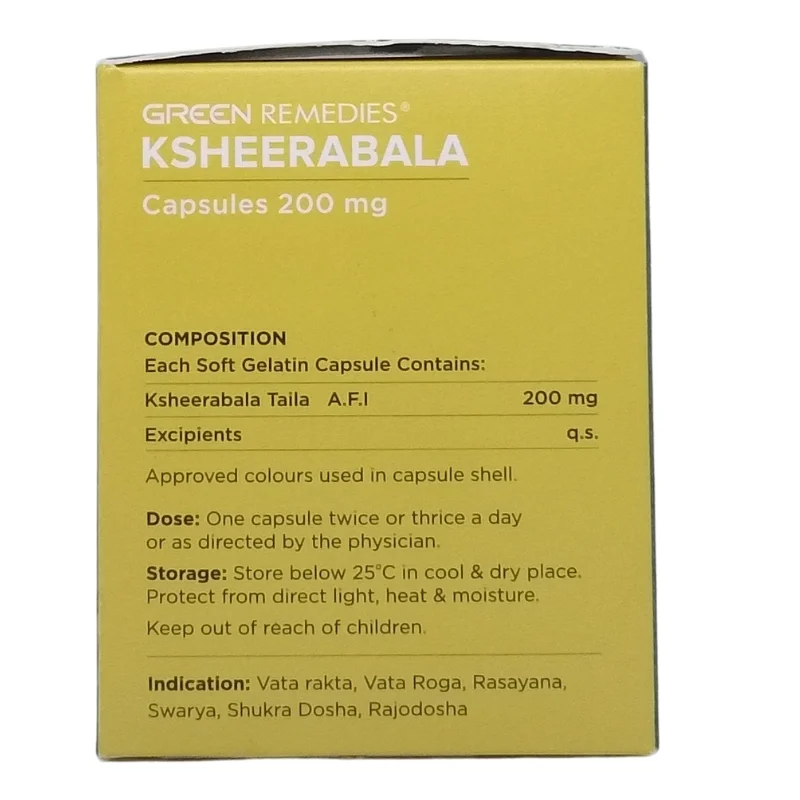 GREEN REMEDIES®
KSHEERABALA
Capsules 200 mg
COMPOSITION
Each Soft Gelatin Capsule Contains:
Ksheerabala Taila A.F.I 200 mg
Excipients q.s.
Approved colours used in capsule shell.
Dose: One capsule twice or thrice a day
or as directed by the physician.
Storage: Store below 25°C in cool & dry place.
Protect from direct light, heat & moisture.
Keep out of reach of children.
Indication: Vata rakta, Vata Roga, Rasayana,
Swarya, Shukra Dosha, Rajodosha